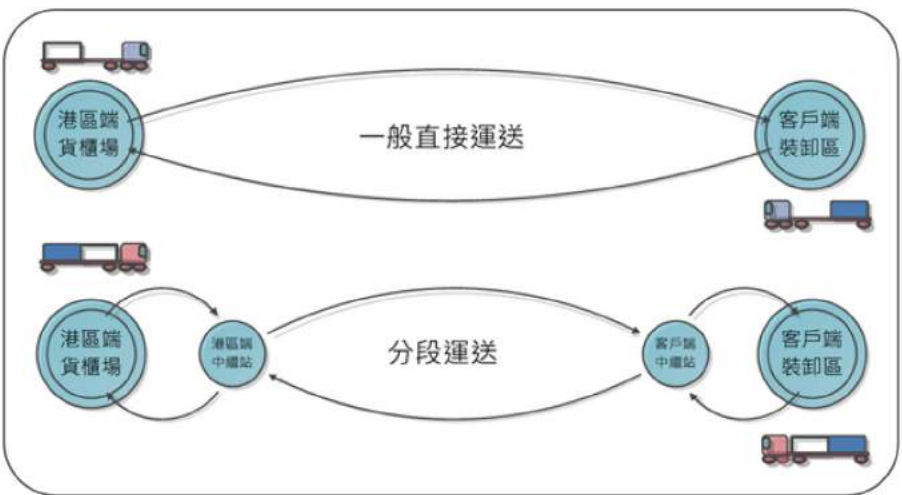 港區端
貨櫃場
一般直接運送
客戶端
裝卸區
港區端
貨櫃場
港區端
中繼站
分段運送
客戶端
中繼站
客戶端
裝卸區